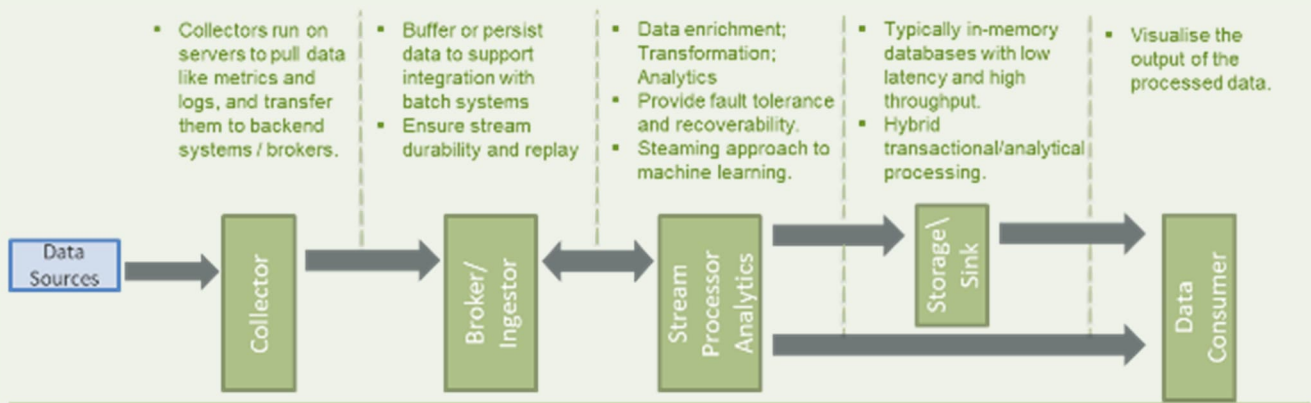 ▪ Collectors run on
servers to pull data
like metrics and
logs, and transfer
them to backend
systems / brokers.
▪ Buffer or persist
data to support
integration with
batch systems
▪ Ensure stream
durability and replay
▪ Data enrichment;
Transformation;
Analytics
▪ Provide fault tolerance
and recoverability.
▪ Steaming approach to
machine learning.
▪ Typically in-memory
databases with low
latency and high
throughput.
▪ Hybrid
transactional/analytical
processing.
▪ Visualise the
output of the
processed data.
Data
Sources
Collector
Broker/
Ingestor
Stream
Processor
Analytics
Storage\
Sink
Data
Consumer